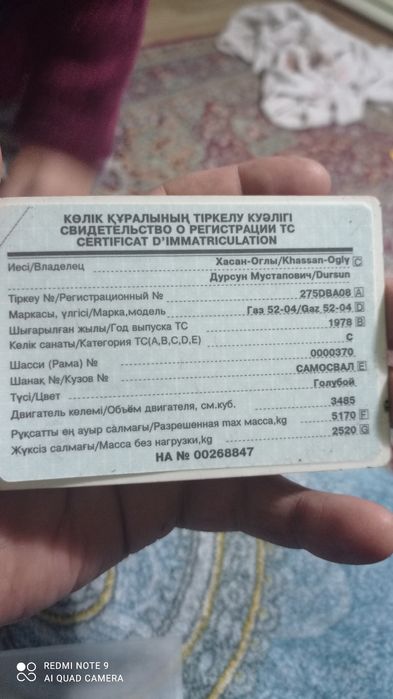 КӨЛІК ҚҰРАЛЫНЫҢ ТІРКЕЛУ КУӘЛІГІ
СВИДЕТЕЛЬСТВО О РЕГИСТРАЦИИ ТС
CERTIFICAT D'IMMATRICULATION
Иесі/Владелец Хасан-Оглы/Khassan-Ogly C
Дурсун Мустапович/Dursun
Тіркеу №/Регистрационный № 275DBA08 A
Маркасы, үлгісі/Марка,модель Газ 52-04/Gaz 52-04 D
Шығарылған жылы/Год выпуска ТС 1978 B
Көлік санаты/Категория ТС(A,B,C,D,E) C
Шасси (Рама) № 0000370
Шанақ №/Кузов № САМОСВАЛ E
Түсі/Цвет Голубой
Двигатель көлемі/Объём двигателя, см.куб. 3485
Рұқсатты ең ауыр салмағы/Разрешенная max масса,kg 5170 F
Жүксіз салмағы/Масса без нагрузки,kg 2520 G
НА № 00268847
REDMI NOTE 9
AI QUAD CAMERA